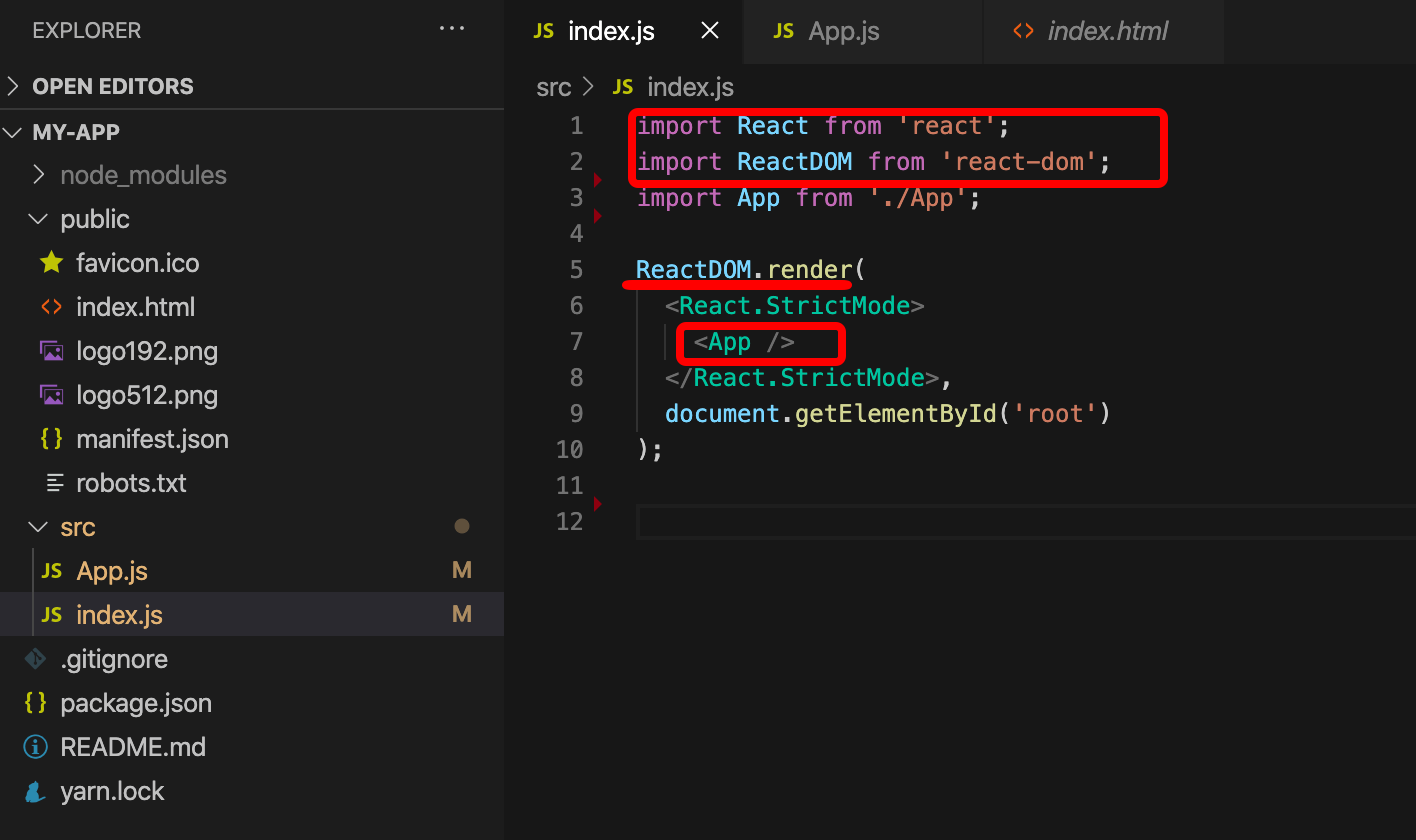 EXPLORER
···
OPEN EDITORS
MY-APP
node_modules
public
favicon.ico
<> index.html
logo192.png
logo512.png
{} manifest.json
robots.txt
src
JS App.js M
JS index.js M
.gitignore
{} package.json
README.md
yarn.lock
JS index.js × JS App.js <> index.html
src > JS index.js
1 import React from 'react';
2 import ReactDOM from 'react-dom';
3 import App from './App';
4
5 ReactDOM.render(
6   <React.StrictMode>
7     <App />
8   </React.StrictMode>,
9   document.getElementById('root')
10 );
11
12